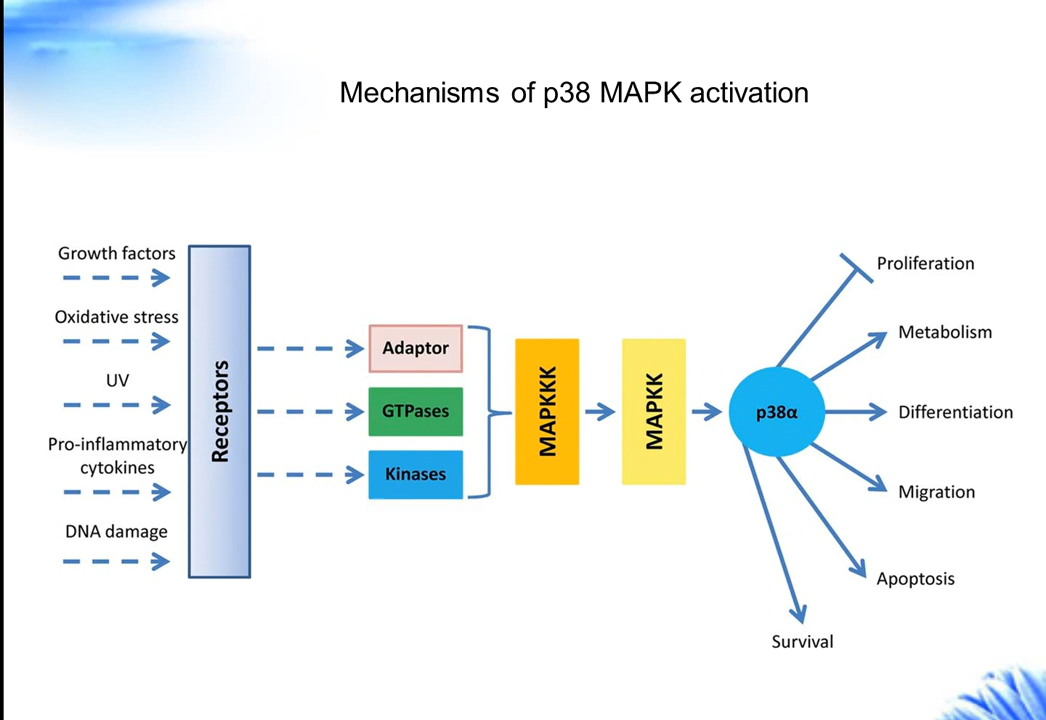 Mechanisms of p38 MAPK activation
Growth factors
Oxidative stress
UV
Pro-inflammatory
cytokines
DNA damage
Receptors
Adaptor
GTPases
Kinases
MAPKKK
MAPKK
p38α
Proliferation
Metabolism
Differentiation
Migration
Apoptosis
Survival